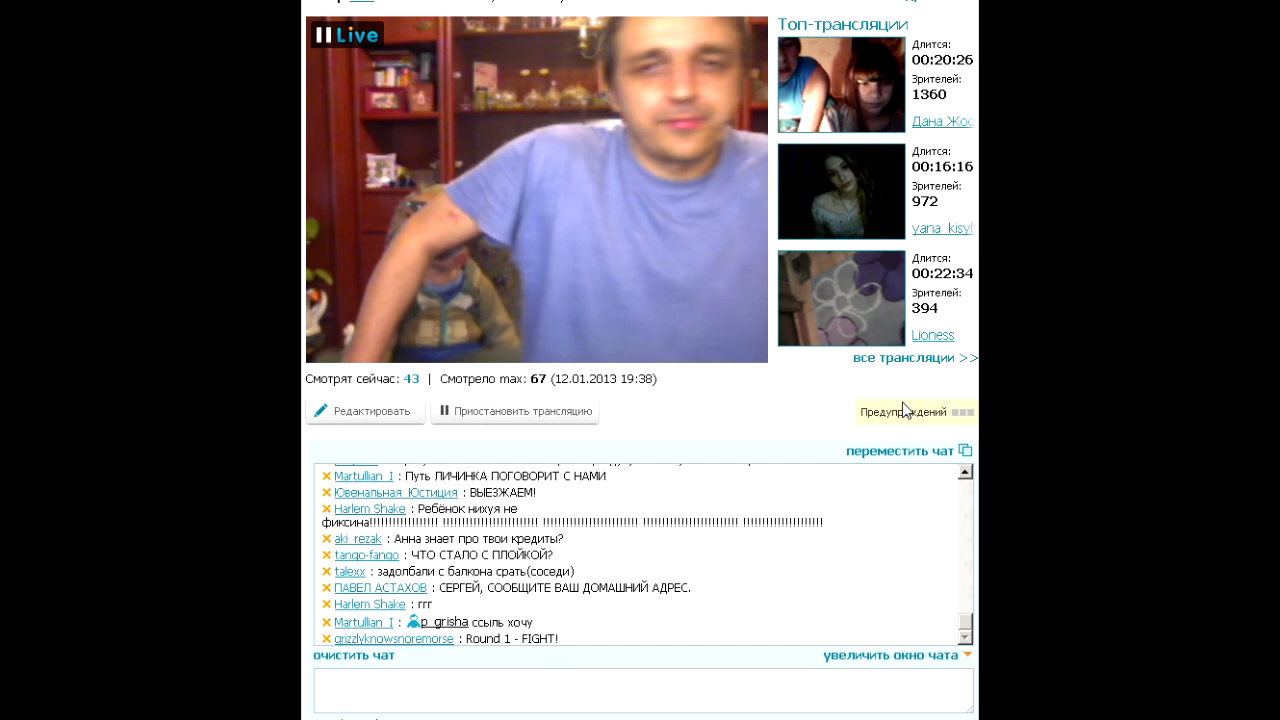 Live
Топ-трансляции
Длится:
00:20:26
Зрителей:
1360
Дана Жос
Длится:
00:16:16
Зрителей:
972
yana_kisyl
Длится:
00:22:34
Зрителей:
394
Lioness
все трансляции >>
Смотрят сейчас: 43 | Смотрело max: 67 (12.01.2013 19:38)
Редактировать
Приостановить трансляцию
Предупреждений
переместить чат
Martullian_I : Путь ЛИЧИНКА ПОГОВОРИТ С НАМИ
Ювенальная_Юстиция : ВЫЕЗЖАЕМ!
Harlem Shake : Ребёнок нихуя не
фиксина!!!!!!!!!!!!!!!!!! !!!!!!!!!!!!!!!!!!!!!!!!! !!!!!!!!!!!!!!!!!!!!!!!!! !!!!!!!!!!!!!!!!!!!!!!!!! !!!!!!!!!!!!!!!!!!!!!
aki_rezak : Анна знает про твои кредиты?
tango-fango : ЧТО СТАЛО С ПЛОЙКОЙ?
talexx : задолбали с балкона срать(соседи)
ПАВЕЛ АСТАХОВ : СЕРГЕЙ, СООБЩИТЕ ВАШ ДОМАШНИЙ АДРЕС.
Harlem Shake : ггг
Martullian_I : p_grisha ссыль хочу
grizzlyknowsnoremorse : Round 1 - FIGHT!
очистить чат
увеличить окно чата